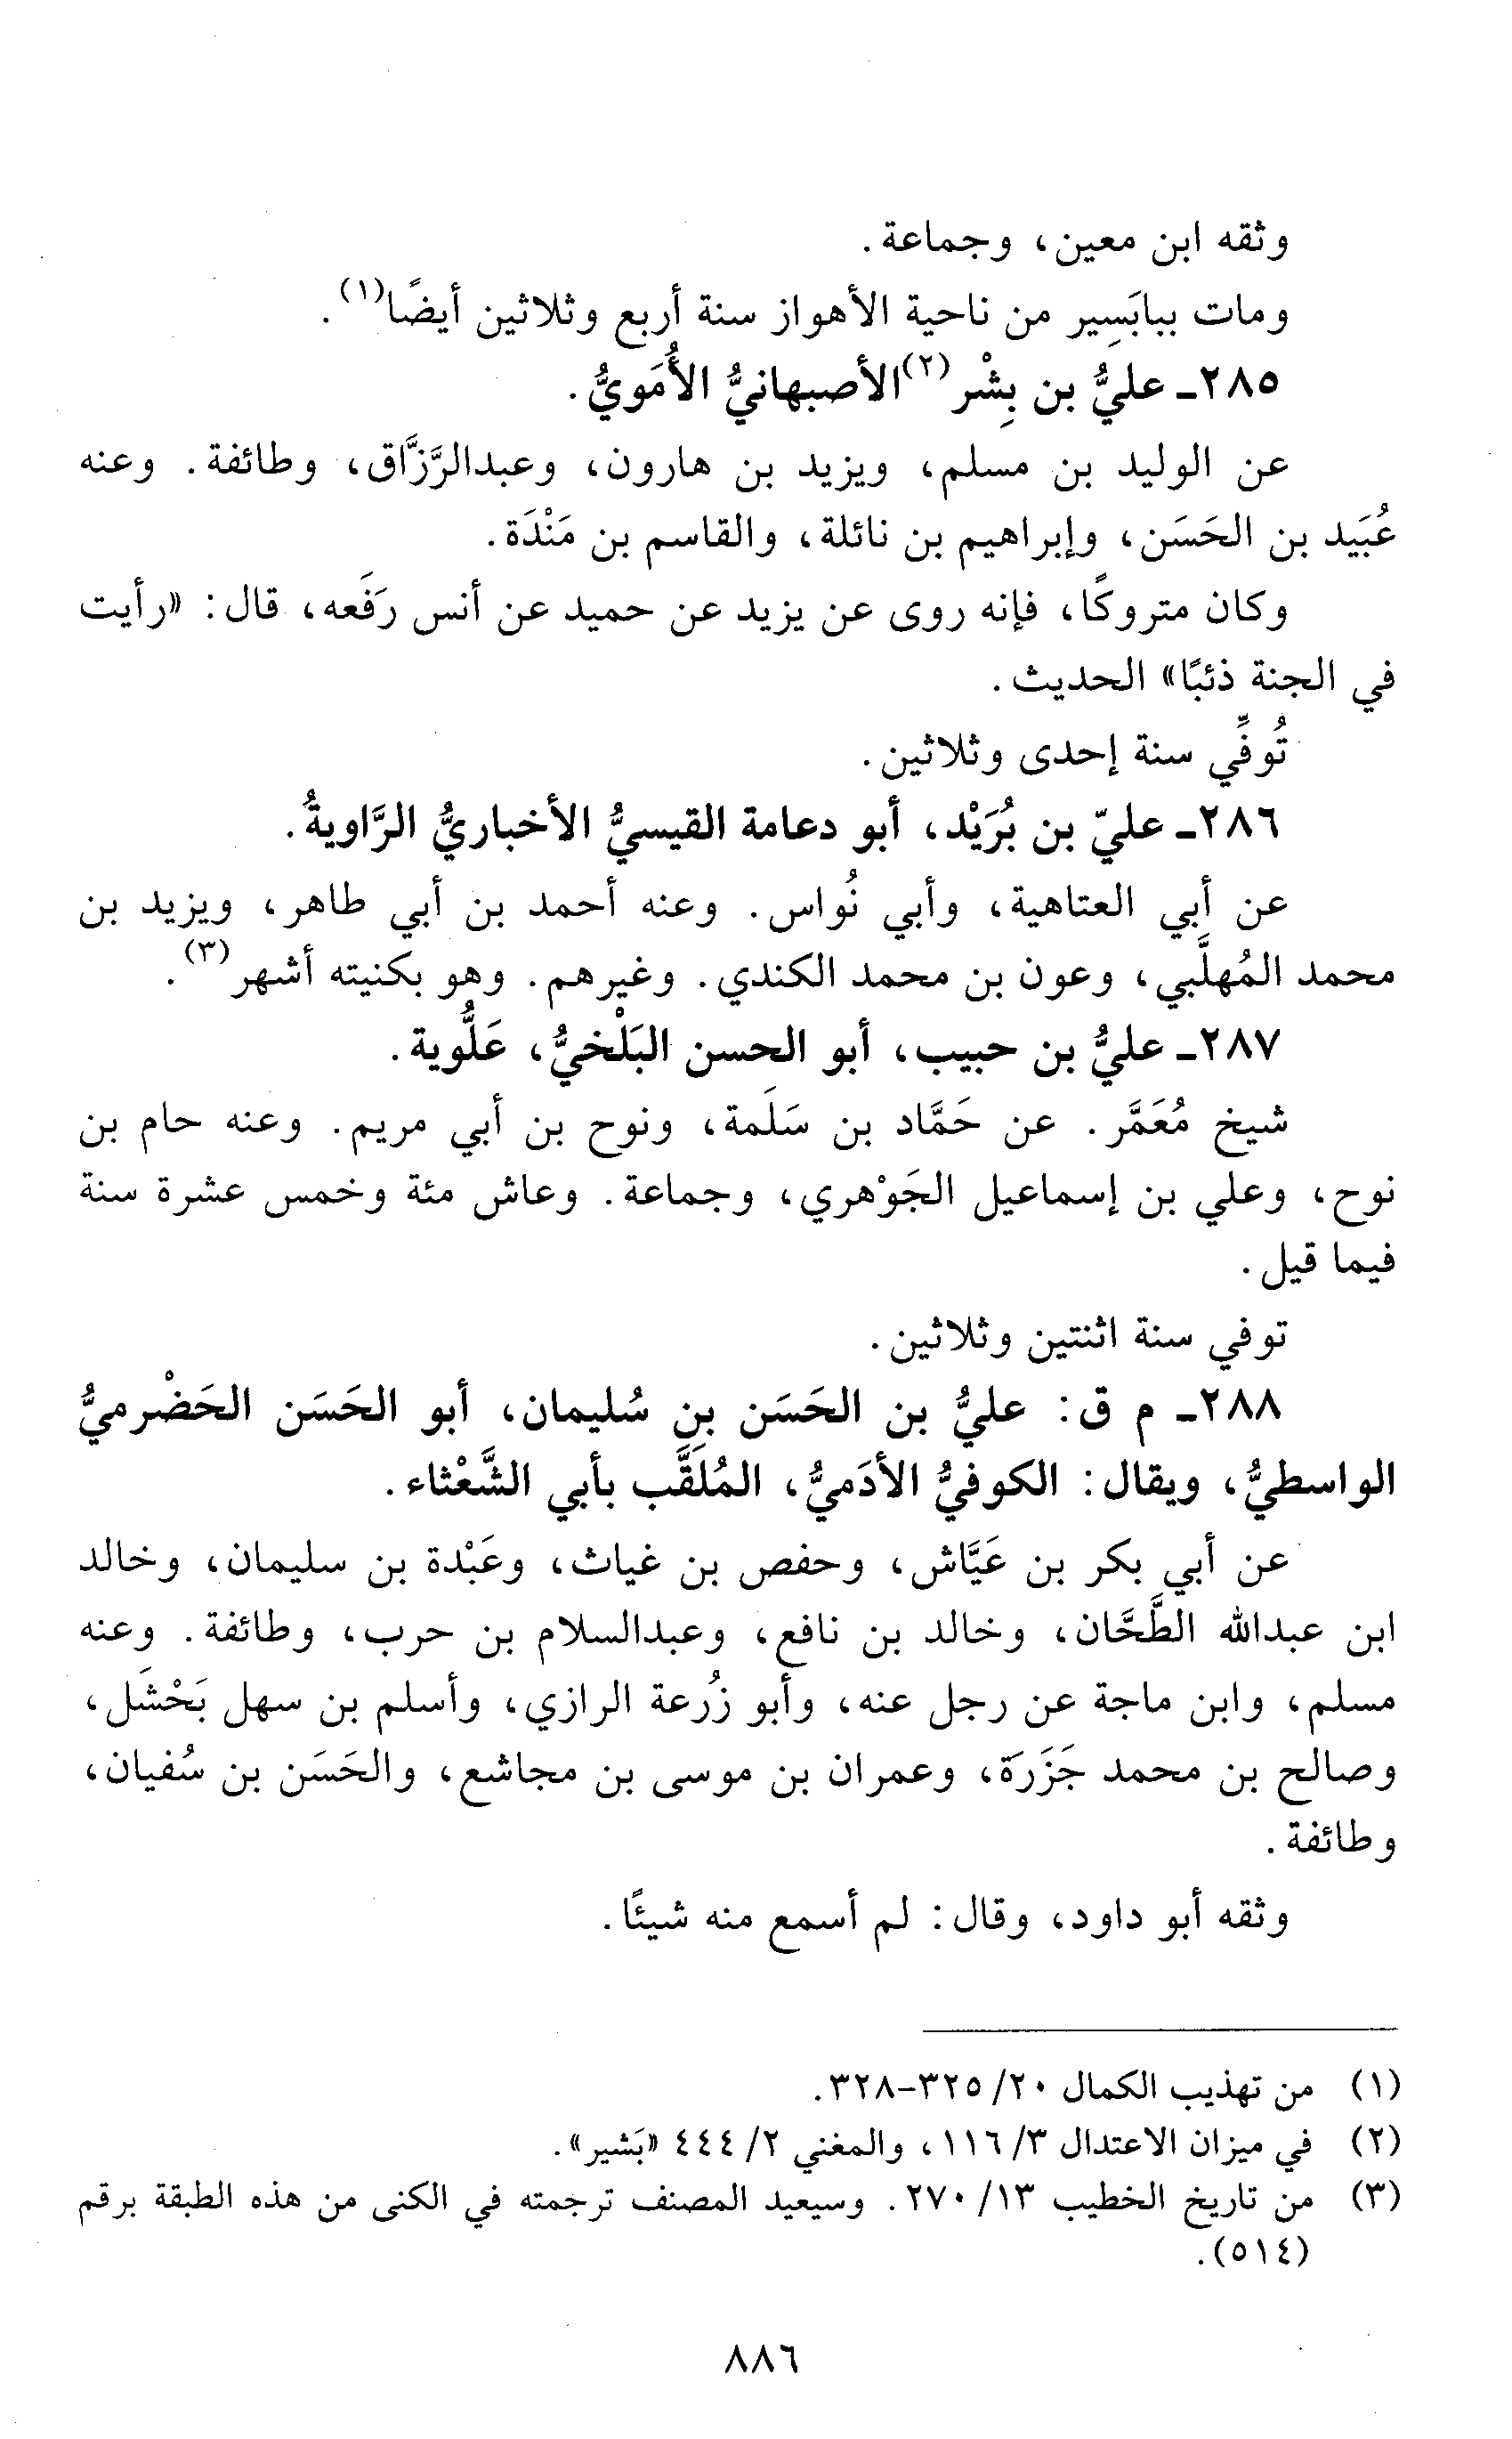 وثقه ابن معين، وجماعة.
ومات ببابَسِير من ناحية الأهواز سنة أربع وثلاثين أيضًا(١).
٢٨٥ـ عليُّ بن بِشْر(٢) الأصبهانيُّ الأُمَويُّ.
عن الوليد بن مسلم، ويزيد بن هارون، وعبدالرَّزَّاق، وطائفة. وعنه
عُبَيد بن الحَسَن، وإبراهيم بن نائلة، والقاسم بن مَنْدَة.
وكان متروكًا، فإنه روى عن يزيد عن حميد عن أنس رَفَعه، قال: «رأيت
في الجنة ذئبًا» الحديث.
تُوفِّي سنة إحدى وثلاثين.
٢٨٦ـ عليّ بن بُرَيْد، أبو دعامة القيسيُّ الأخباريُّ الرَّاويةُ.
عن أبي العتاهية، وأبي نُواس. وعنه أحمد بن أبي طاهر، ويزيد بن
محمد المُهلَّبي، وعون بن محمد الكندي. وغيرهم. وهو بكنيته أشهر(٣).
٢٨٧ـ عليُّ بن حبيب، أبو الحسن البَلْخيُّ، عَلُّوية.
شيخ مُعَمَّر. عن حَمَّاد بن سَلَمة، ونوح بن أبي مريم. وعنه حام بن
نوح، وعلي بن إسماعيل الجَوْهري، وجماعة. وعاش مئة وخمس عشرة سنة
فيما قيل.
توفي سنة اثنتين وثلاثين.
٢٨٨ـ م ق: عليُّ بن الحَسَن بن سُليمان، أبو الحَسَن الحَضْرميُّ
الواسطيُّ، ويقال: الكوفيُّ الأدَميُّ، المُلَقَّب بأبي الشَّعْثاء.
عن أبي بكر بن عَيَّاش، وحفص بن غياث، وعَبْدة بن سليمان، وخالد
ابن عبدالله الطَّحَّان، وخالد بن نافع، وعبدالسلام بن حرب، وطائفة. وعنه
مسلم، وابن ماجة عن رجل عنه، وأبو زُرعة الرازي، وأسلم بن سهل بَحْشَل،
وصالح بن محمد جَزَرَة، وعمران بن موسى بن مجاشع، والحَسَن بن سُفيان،
وطائفة.
وثقه أبو داود، وقال: لم أسمع منه شيئًا.
(١) من تهذيب الكمال ٢٠/ ٣٢٥-٣٢٨.
(٢) في ميزان الاعتدال ٣/ ١١٦، والمغني ٢/ ٤٤٤ «بَشير».
(٣) من تاريخ الخطيب ١٣/ ٢٧٠. وسيعيد المصنف ترجمته في الكنى من هذه الطبقة برقم
(٥١٤).
٨٨٦